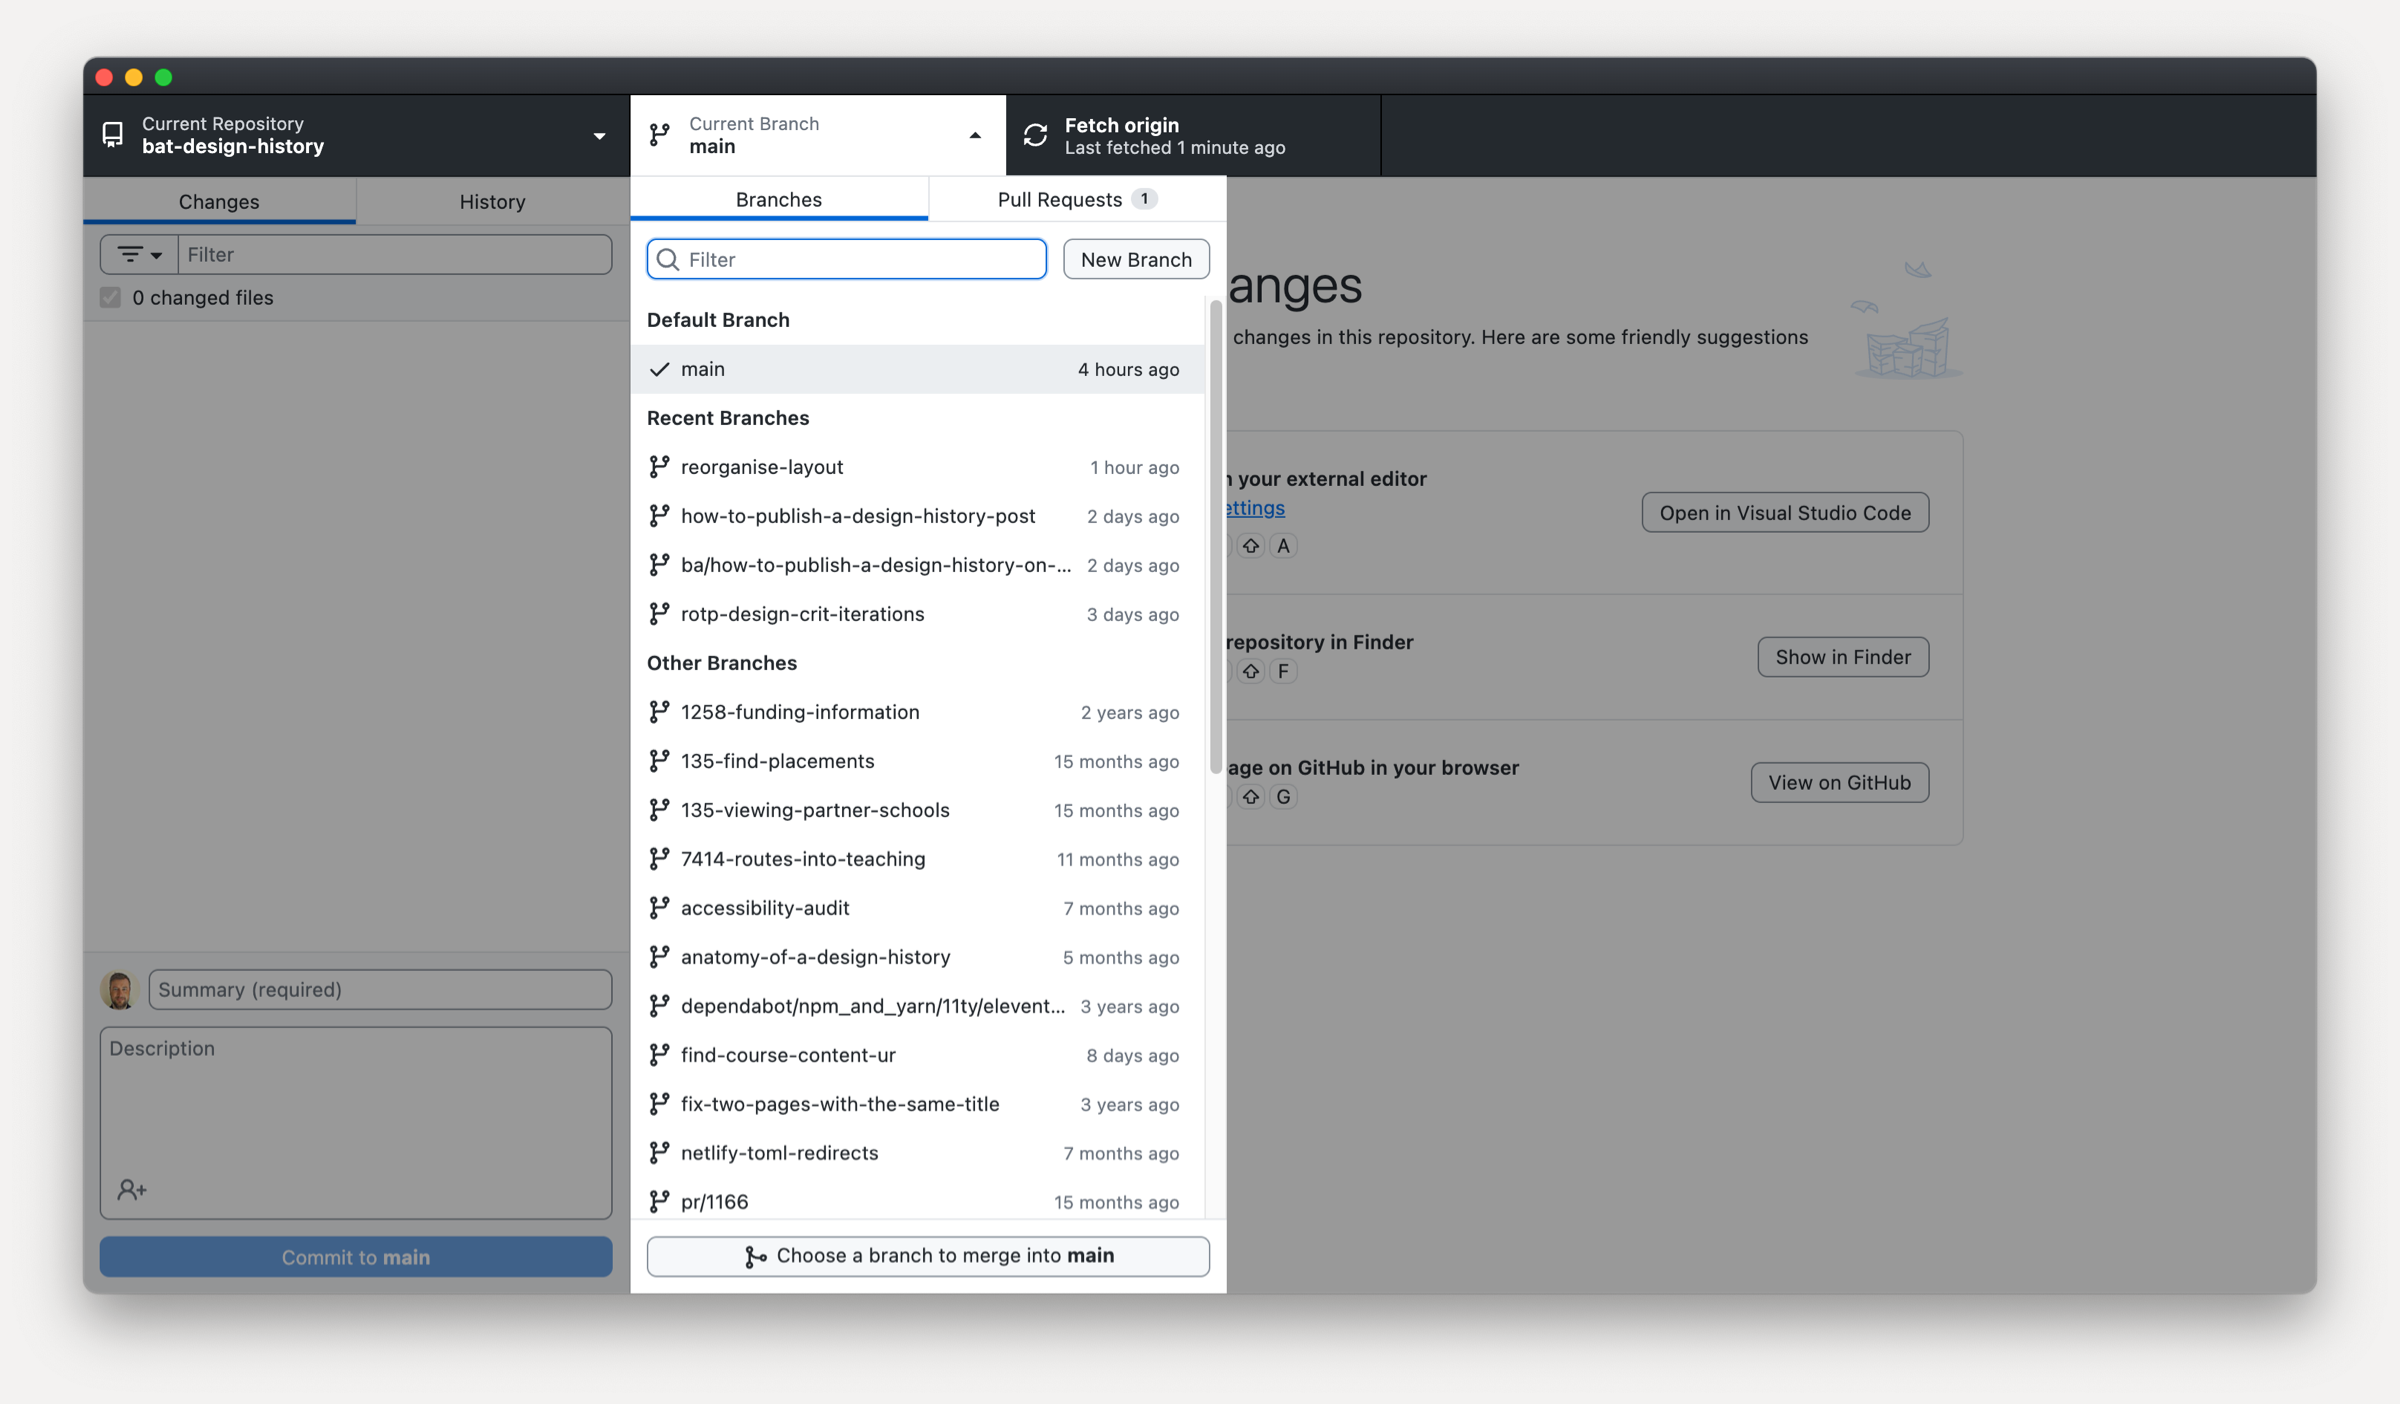 Current Repository
bat-design-history
Current Branch
main
Fetch origin
Last fetched 1 minute ago
Changes
History
Filter
0 changed files
Summary (required)
Description
Commit to main
Branches
Pull Requests 1
Filter
New Branch
Default Branch
main 4 hours ago
Recent Branches
reorganise-layout 1 hour ago
how-to-publish-a-design-history-post 2 days ago
ba/how-to-publish-a-design-history-on-... 2 days ago
rotp-design-crit-iterations 3 days ago
Other Branches
1258-funding-information 2 years ago
135-find-placements 15 months ago
135-viewing-partner-schools 15 months ago
7414-routes-into-teaching 11 months ago
accessibility-audit 7 months ago
anatomy-of-a-design-history 5 months ago
dependabot/npm_and_yarn/11ty/elevent... 3 years ago
find-course-content-ur 8 days ago
fix-two-pages-with-the-same-title 3 years ago
netlify-toml-redirects 7 months ago
pr/1166 15 months ago
Choose a branch to merge into main
anges
changes in this repository. Here are some friendly suggestions
your external editor
ettings
A
Open in Visual Studio Code
repository in Finder
F
Show in Finder
age on GitHub in your browser
G
View on GitHub